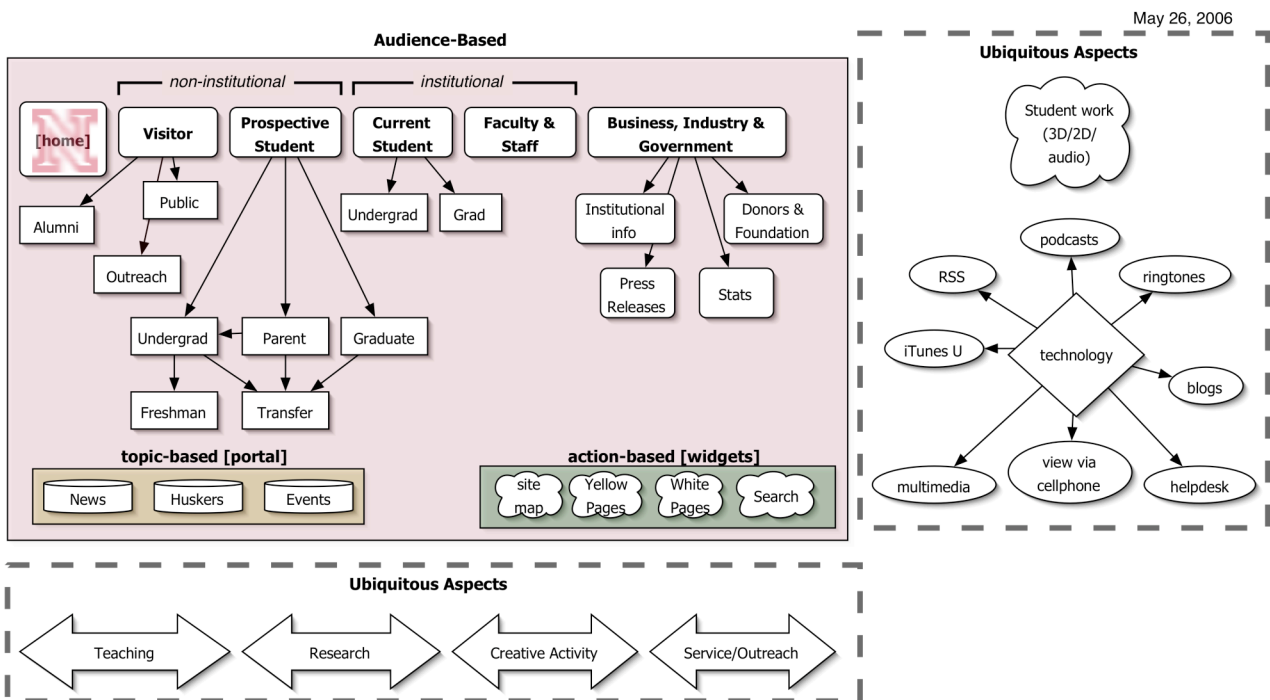 May 26, 2006
Audience-Based
non-institutional
institutional
[home]
N
Visitor
Prospective
Student
Current
Student
Faculty &
Staff
Business, Industry &
Government
Alumni
Public
Outreach
Undergrad
Grad
Institutional
info
Donors &
Foundation
Press
Releases
Stats
Undergrad
Parent
Graduate
Freshman
Transfer
topic-based [portal]
News
Huskers
Events
action-based [widgets]
site
map
Yellow
Pages
White
Pages
Search
Ubiquitous Aspects
Student work
(3D/2D/
audio)
podcasts
RSS
ringtones
iTunes U
technology
blogs
multimedia
view via
cellphone
helpdesk
Ubiquitous Aspects
Teaching
Research
Creative Activity
Service/Outreach